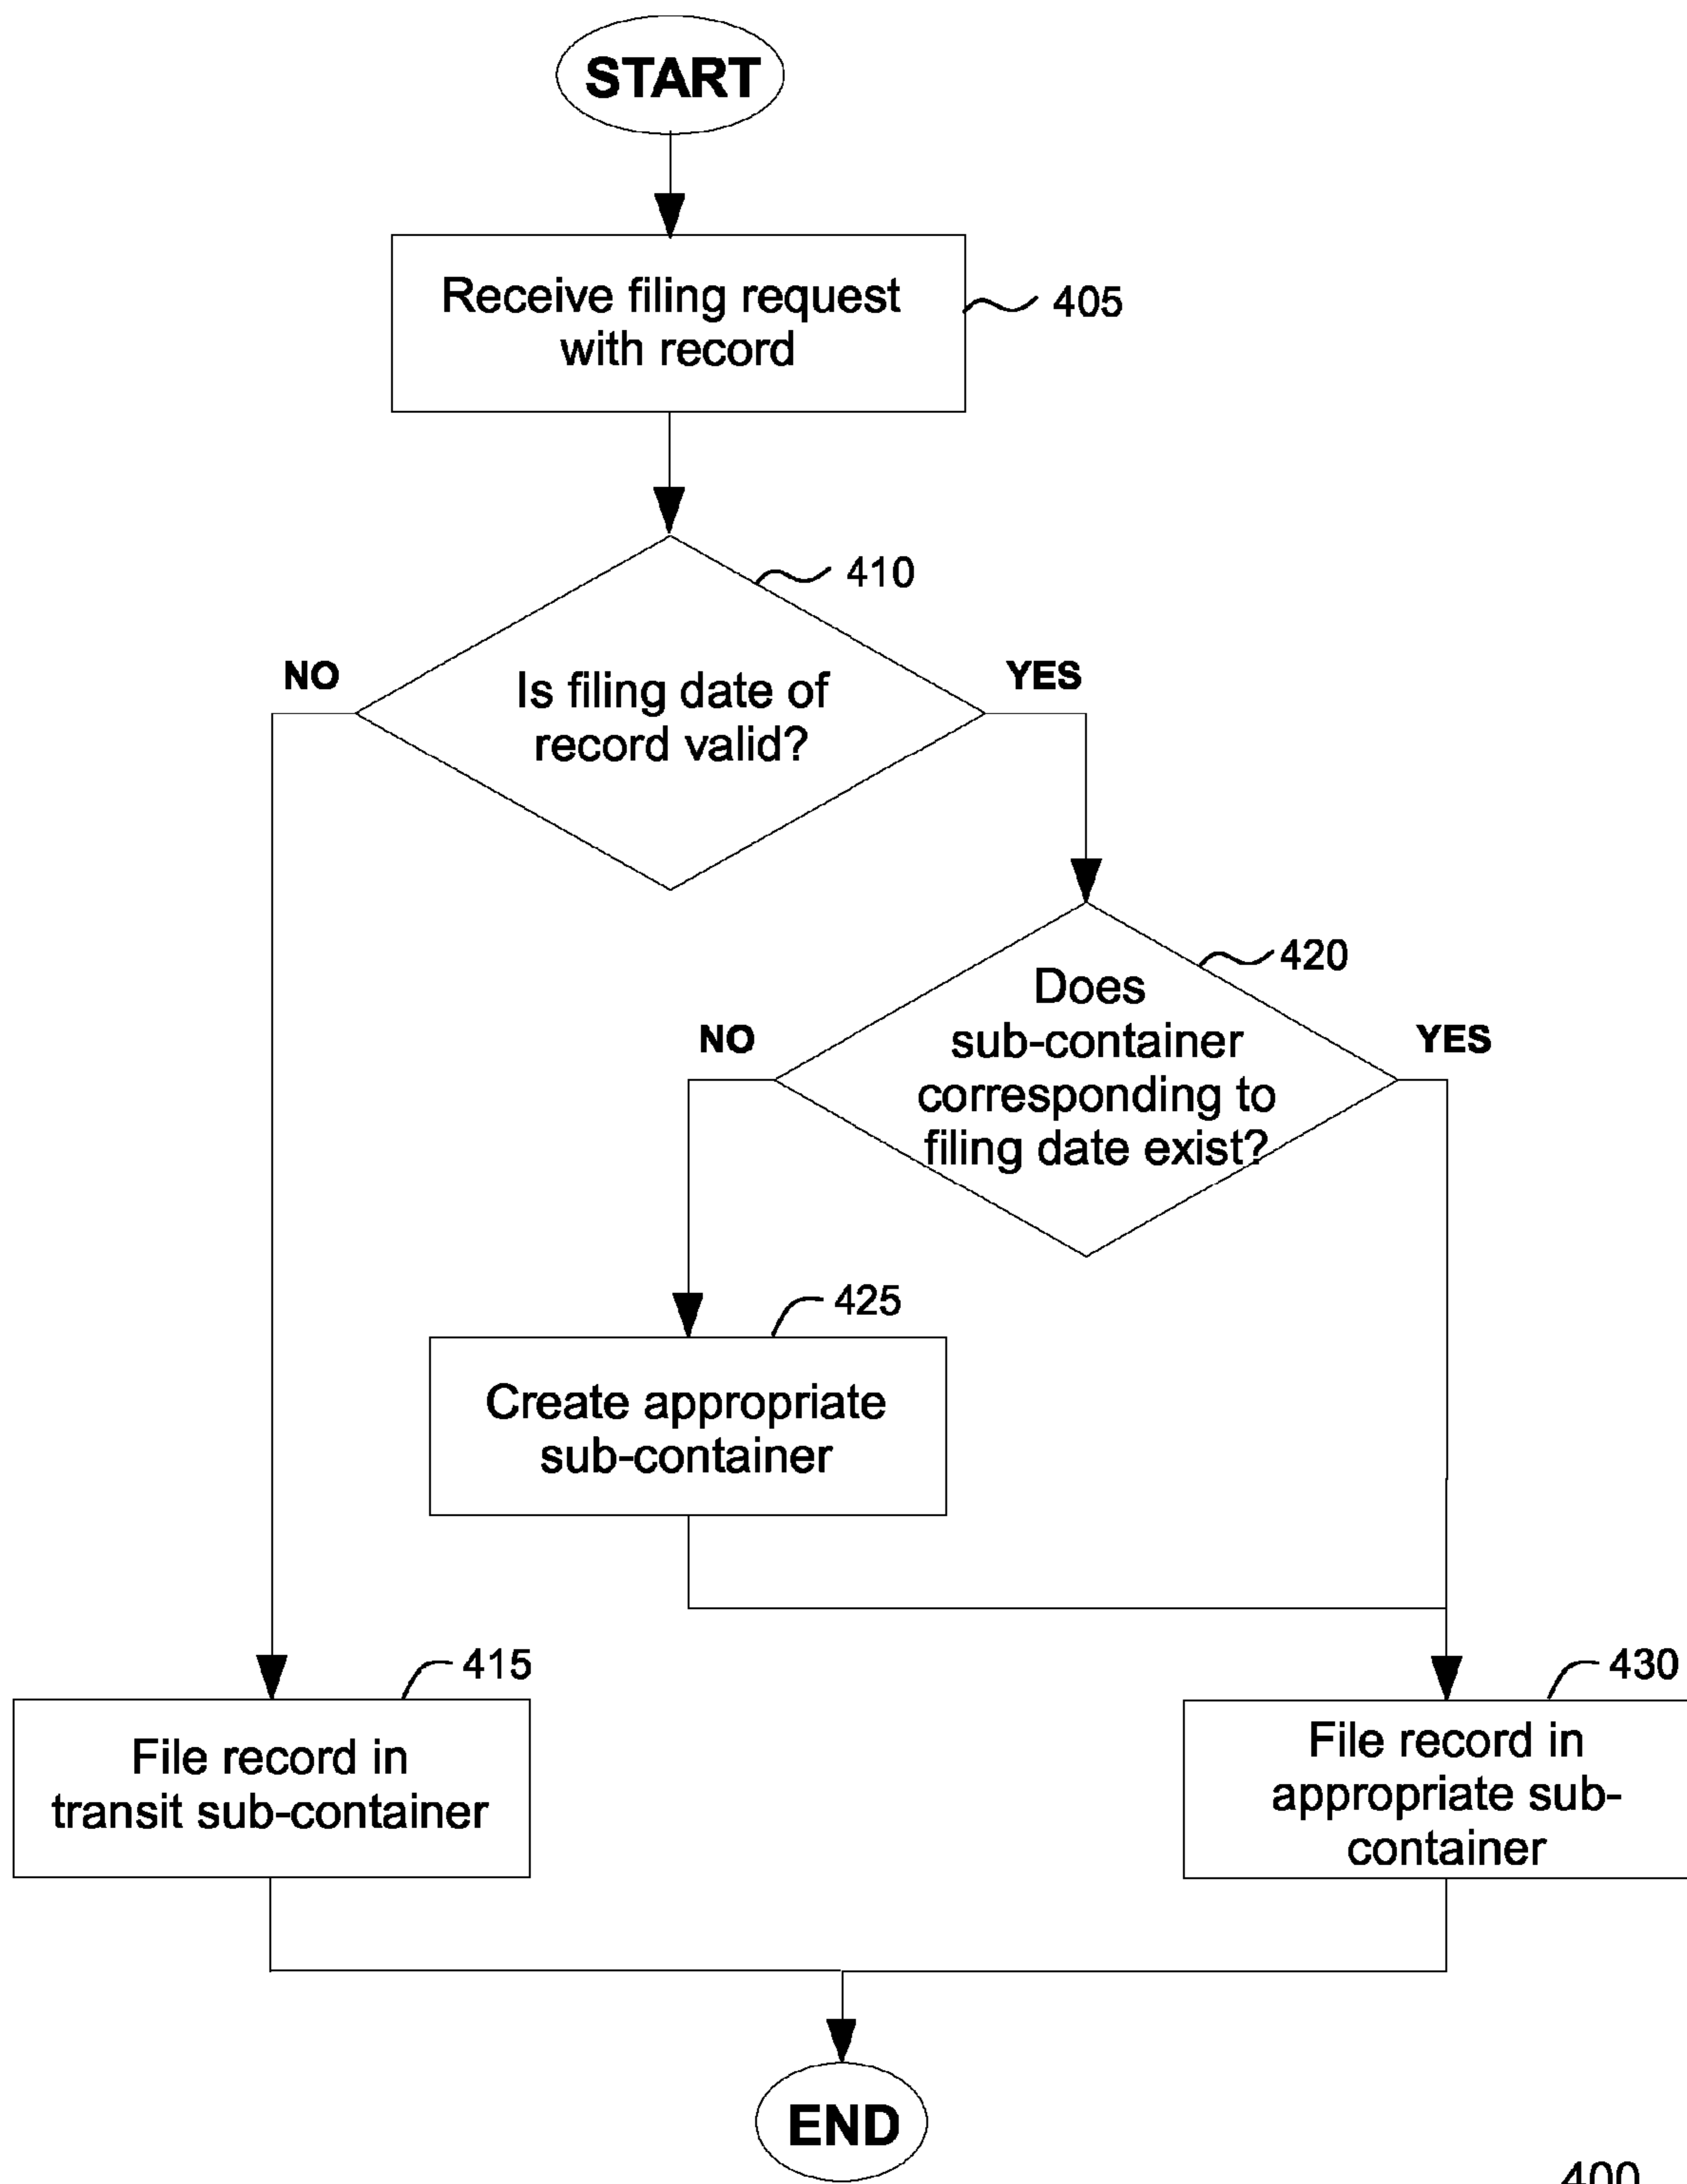 START
Receive filing request
with record
405
410
NO
YES
Is filing date of
record valid?
420
NO
YES
Does
sub-container
corresponding to
filing date exist?
425
Create appropriate
sub-container
415
430
File record in
transit sub-container
File record in
appropriate sub-
container
END
400